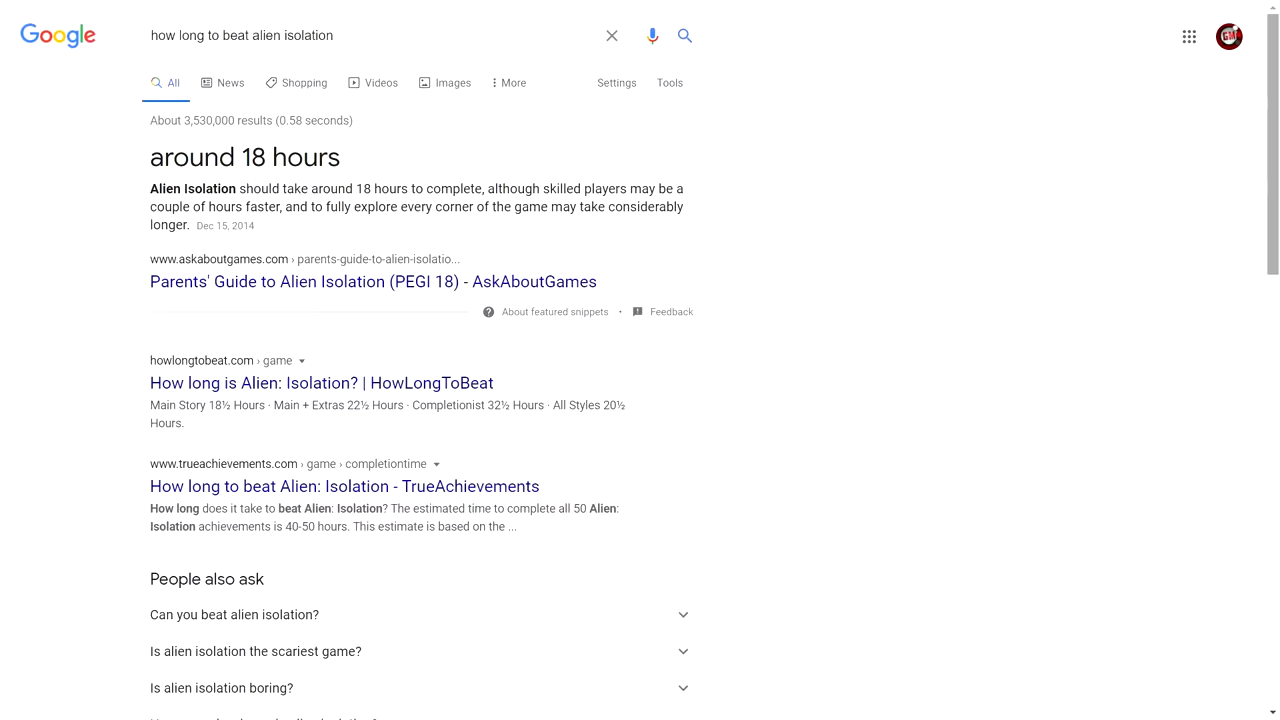 Google
how long to beat alien isolation
GM
All
News
Shopping
Videos
Images
More
Settings
Tools
About 3,530,000 results (0.58 seconds)
around 18 hours
Alien Isolation should take around 18 hours to complete, although skilled players may be a
couple of hours faster, and to fully explore every corner of the game may take considerably
longer. Dec 15, 2014
www.askaboutgames.com › parents-guide-to-alien-isolatio...
Parents' Guide to Alien Isolation (PEGI 18) - AskAboutGames
About featured snippets • Feedback
howlongtobeat.com › game
How long is Alien: Isolation? | HowLongToBeat
Main Story 18½ Hours · Main + Extras 22½ Hours · Completionist 32½ Hours · All Styles 20½
Hours.
www.trueachievements.com › game › completiontime
How long to beat Alien: Isolation - TrueAchievements
How long does it take to beat Alien: Isolation? The estimated time to complete all 50 Alien:
Isolation achievements is 40-50 hours. This estimate is based on the ...
People also ask
Can you beat alien isolation?
Is alien isolation the scariest game?
Is alien isolation boring?